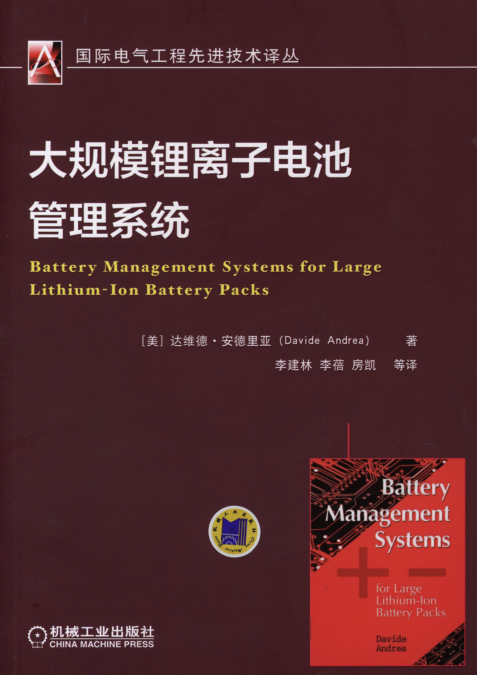 国际电气工程先进技术译丛
大规模锂离子电池
管理系统
Battery Management Systems for Large
Lithium-Ion Battery Packs
[美] 达维德·安德里亚 (Davide Andrea) 著
李建林 李蓓 房凯 等译
Battery
Management
Systems
+ −
for Large
Lithium-Ion
Battery Packs
Davide
Andrea
机械工业出版社
CHINA MACHINE PRESS